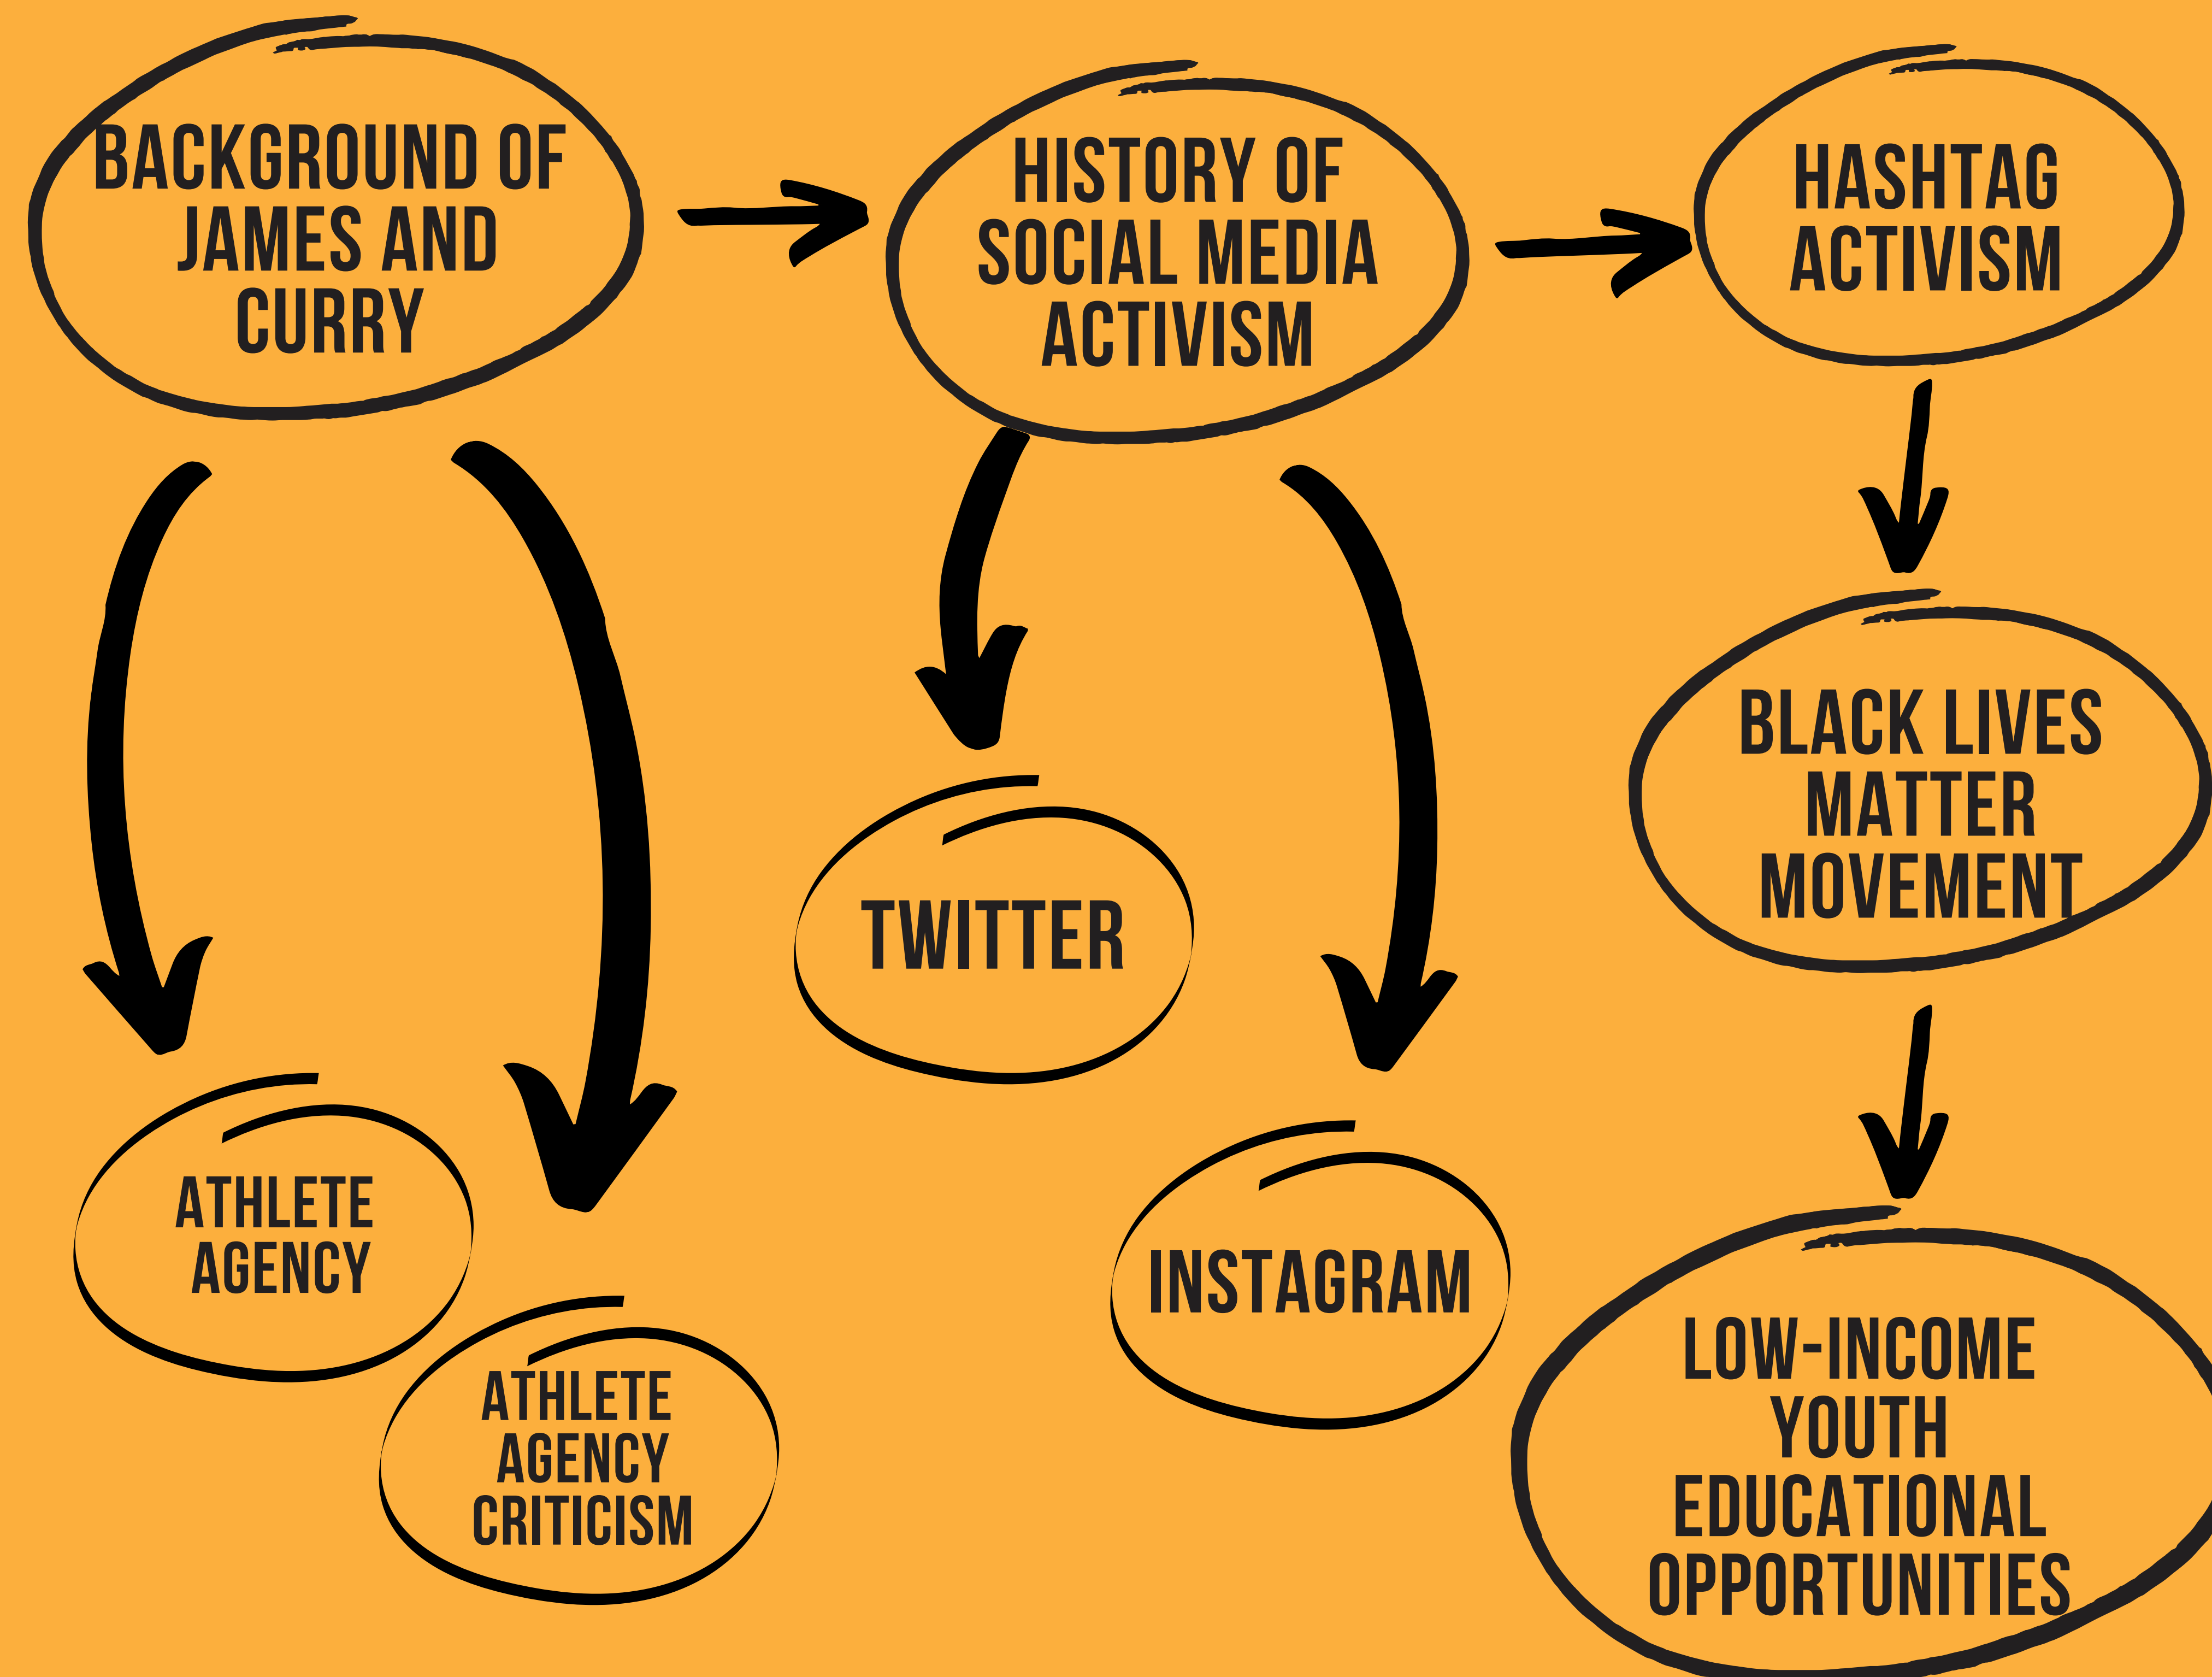 BACKGROUND OF
JAMES AND
CURRY
HISTORY OF
SOCIAL MEDIA
ACTIVISM
HASHTAG
ACTIVISM
BLACK LIVES
MATTER
MOVEMENT
TWITTER
ATHLETE
AGENCY
INSTAGRAM
ATHLETE
AGENCY
CRITICISM
LOW-INCOME
YOUTH
EDUCATIONAL
OPPORTUNITIES